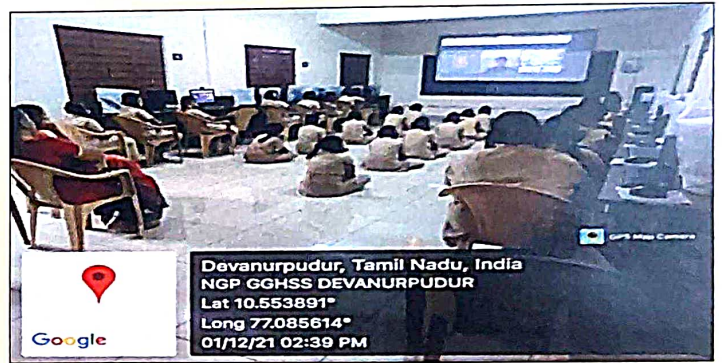 GPS Map Camera
Devanurpudur, Tamil Nadu, India
NGP GGHSS DEVANURPUDUR
Lat 10.553891°
Long 77.085614°
01/12/21 02:39 PM
Google